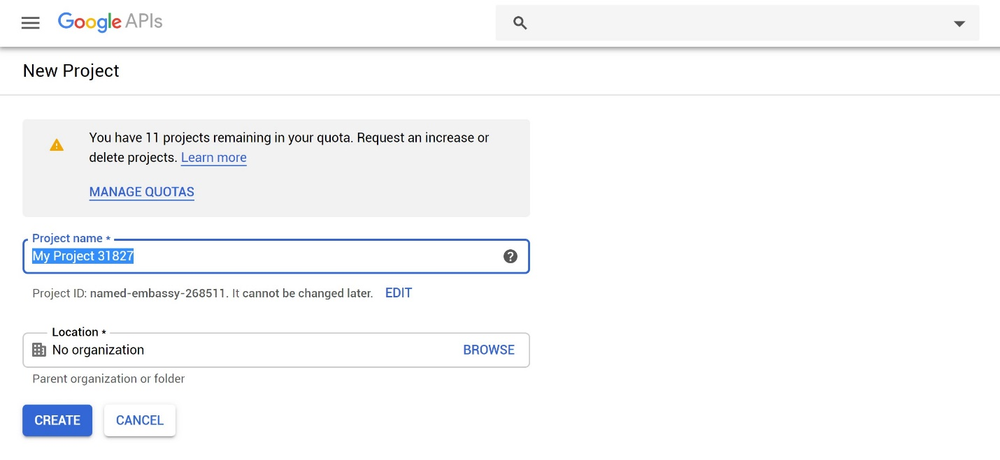 Google APIs
New Project
You have 11 projects remaining in your quota. Request an increase or
delete projects. Learn more
MANAGE QUOTAS
Project name *
My Project 31827
Project ID: named-embassy-268511. It cannot be changed later. EDIT
Location *
No organization BROWSE
Parent organization or folder
CREATE CANCEL